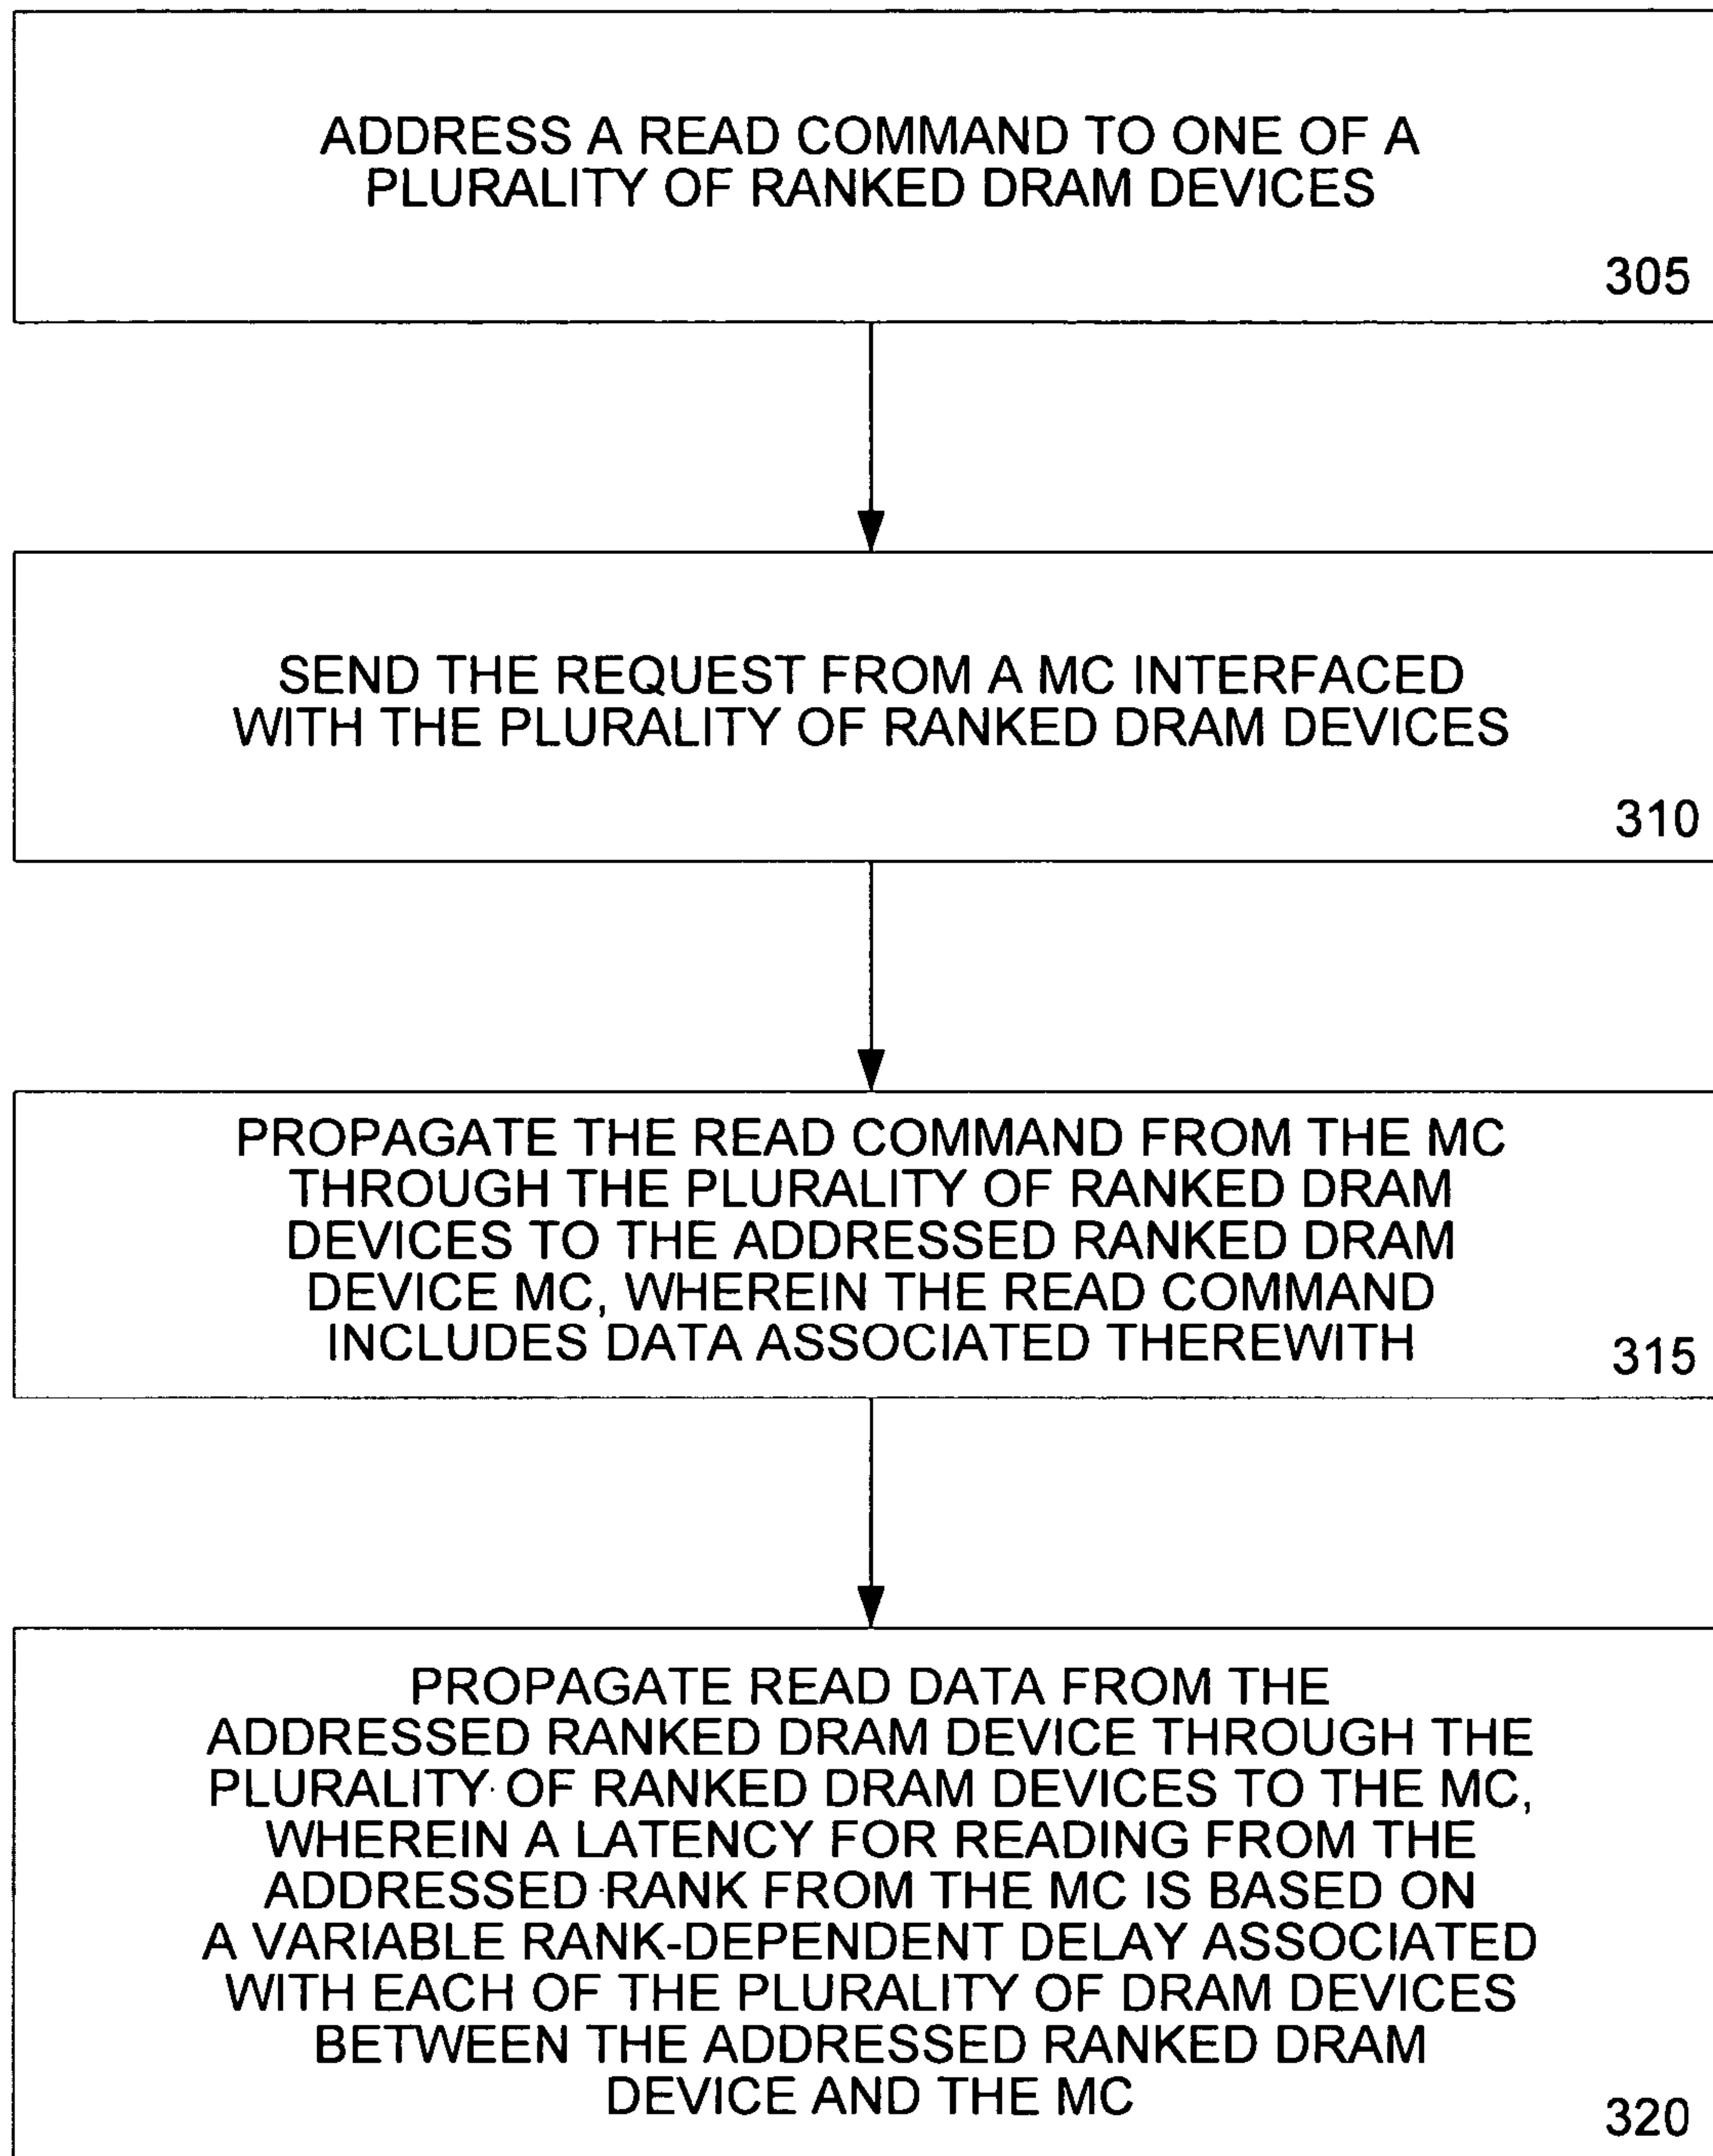 ADDRESS A READ COMMAND TO ONE OF A
PLURALITY OF RANKED DRAM DEVICES
305
SEND THE REQUEST FROM A MC INTERFACED
WITH THE PLURALITY OF RANKED DRAM DEVICES
310
PROPAGATE THE READ COMMAND FROM THE MC
THROUGH THE PLURALITY OF RANKED DRAM
DEVICES TO THE ADDRESSED RANKED DRAM
DEVICE MC, WHEREIN THE READ COMMAND
INCLUDES DATA ASSOCIATED THEREWITH
315
PROPAGATE READ DATA FROM THE
ADDRESSED RANKED DRAM DEVICE THROUGH THE
PLURALITY OF RANKED DRAM DEVICES TO THE MC,
WHEREIN A LATENCY FOR READING FROM THE
ADDRESSED RANK FROM THE MC IS BASED ON
A VARIABLE RANK-DEPENDENT DELAY ASSOCIATED
WITH EACH OF THE PLURALITY OF DRAM DEVICES
BETWEEN THE ADDRESSED RANKED DRAM
DEVICE AND THE MC
320